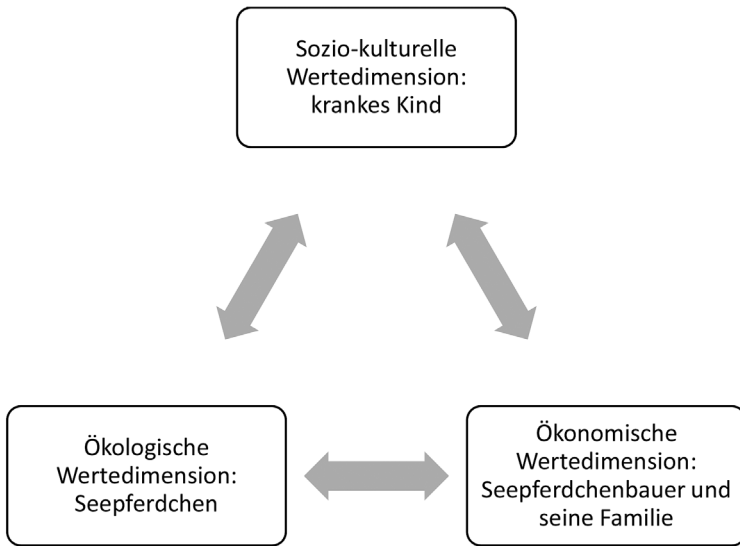 Sozio-kulturelle
Wertedimension:
krankes Kind
Ökologische
Wertedimension:
Seepferdchen
Ökonomische
Wertedimension:
Seepferdchenbauer und
seine Familie